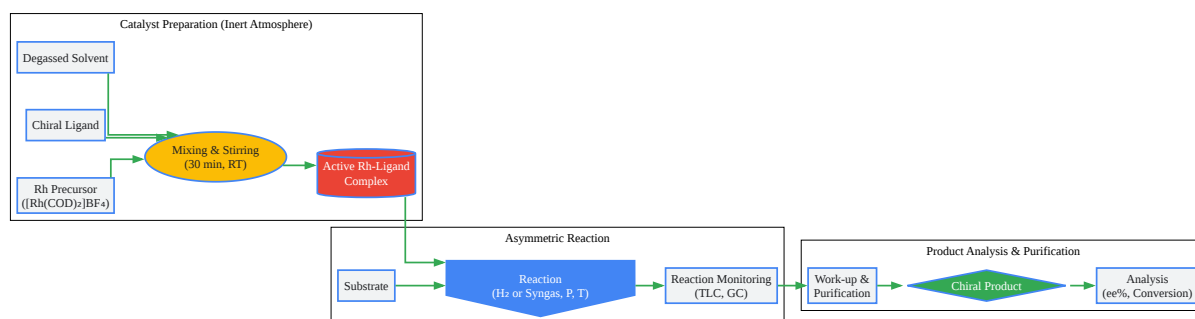 Catalyst Preparation (Inert Atmosphere)
Degassed Solvent
Chiral Ligand
Rh Precursor
([Rh(COD)₂]BF₄)
Mixing & Stirring
(30 min, RT)
Active Rh-Ligand
Complex
Asymmetric Reaction
Substrate
Reaction
(H₂ or Syngas, P, T)
Reaction Monitoring
(TLC, GC)
Product Analysis & Purification
Work-up &
Purification
Chiral Product
Analysis
(ee%, Conversion)